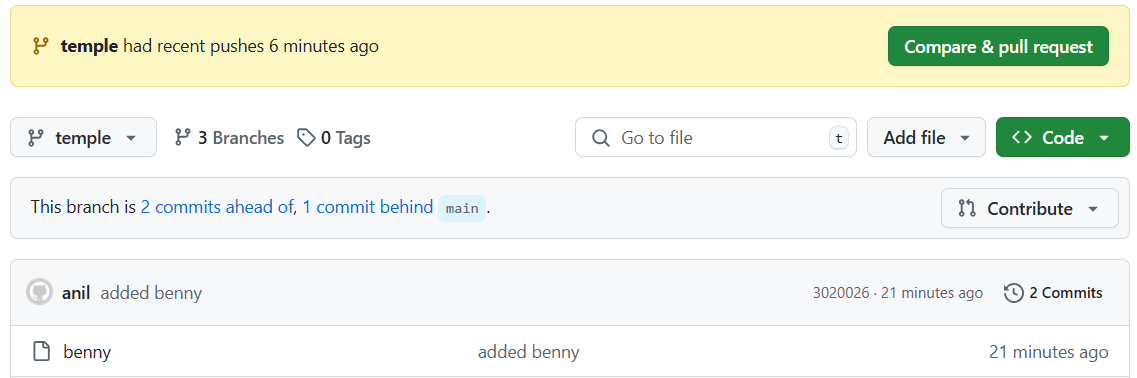 temple had recent pushes 6 minutes ago
Compare & pull request
temple
3 Branches
0 Tags
Go to file
t
Add file
Code
This branch is 2 commits ahead of, 1 commit behind main.
Contribute
anil added benny
3020026 · 21 minutes ago
2 Commits
benny
added benny
21 minutes ago